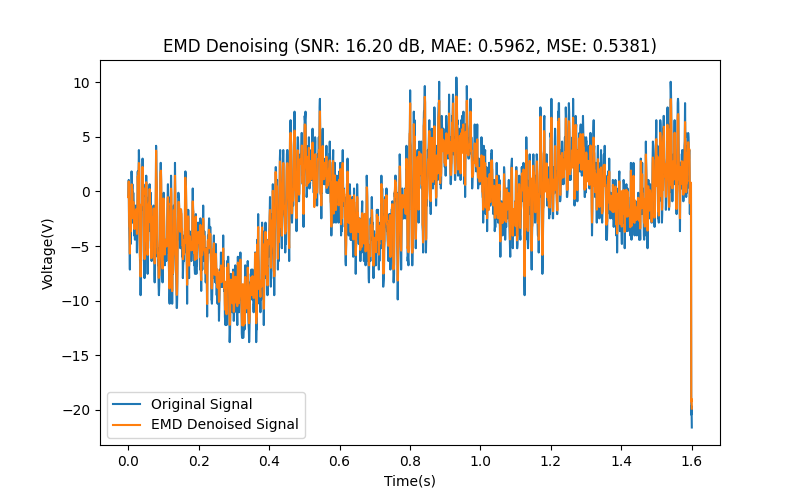 EMD Denoising (SNR: 16.20 dB, MAE: 0.5962, MSE: 0.5381)
10
5
0
−5
−10
−15
−20
Voltage(V)
Original Signal
EMD Denoised Signal
0.0 0.2 0.4 0.6 0.8 1.0 1.2 1.4 1.6
Time(s)